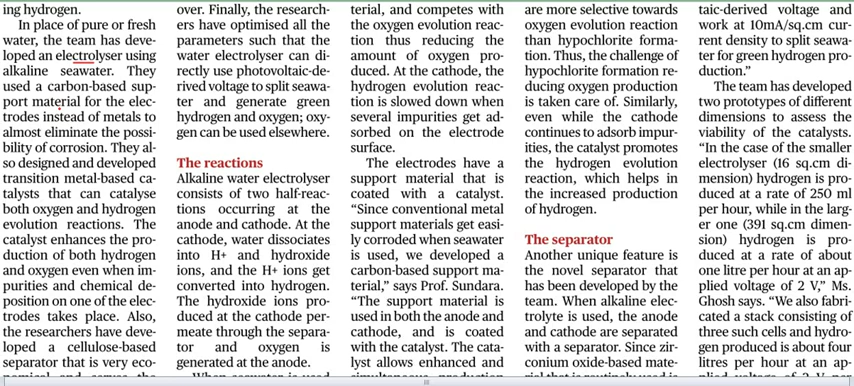 ing hydrogen.
In place of pure or fresh
water, the team has deve-
loped an electrolyser using
alkaline seawater. They
used a carbon-based sup-
port material for the elec-
trodes instead of metals to
almost eliminate the possi-
bility of corrosion. They al-
so designed and developed
transition metal-based ca-
talysts that can catalyse
both oxygen and hydrogen
evolution reactions. The
catalyst enhances the pro-
duction of both hydrogen
and oxygen even when im-
purities and chemical de-
position on one of the elec-
trodes takes place. Also,
the researchers have deve-
loped a cellulose-based
separator that is very eco-
over. Finally, the research-
ers have optimised all the
parameters such that the
water electrolyser can di-
rectly use photovoltaic-de-
rived voltage to split seawa-
ter and generate green
hydrogen and oxygen; oxy-
gen can be used elsewhere.
The reactions
Alkaline water electrolyser
consists of two half-reac-
tions occurring at the
anode and cathode. At the
cathode, water dissociates
into H+ and hydroxide
ions, and the H+ ions get
converted into hydrogen.
The hydroxide ions pro-
duced at the cathode per-
meate through the separa-
tor and oxygen is
generated at the anode.
When seawater is used
terial, and competes with
the oxygen evolution reac-
tion thus reducing the
amount of oxygen pro-
duced. At the cathode, the
hydrogen evolution reac-
tion is slowed down when
several impurities get ad-
sorbed on the electrode
surface.
The electrodes have a
support material that is
coated with a catalyst.
“Since conventional metal
support materials get easi-
ly corroded when seawater
is used, we developed a
carbon-based support ma-
terial,” says Prof. Sundara.
“The support material is
used in both the anode and
cathode, and is coated
with the catalyst. The cata-
lyst allows enhanced and
simultaneous production
are more selective towards
oxygen evolution reaction
than hypochlorite forma-
tion. Thus, the challenge of
hypochlorite formation re-
ducing oxygen production
is taken care of. Similarly,
even while the cathode
continues to adsorb impur-
ities, the catalyst promotes
the hydrogen evolution
reaction, which helps in
the increased production
of hydrogen.
The separator
Another unique feature is
the novel separator that
has been developed by the
team. When alkaline elec-
trolyte is used, the anode
and cathode are separated
with a separator. Since zir-
conium oxide-based mate-
rial that is routinely used is
taic-derived voltage and
work at 10mA/sq.cm cur-
rent density to split seawa-
ter for green hydrogen pro-
duction.”
The team has developed
two prototypes of different
dimensions to assess the
viability of the catalysts.
“In the case of the smaller
electrolyser (16 sq.cm di-
mension) hydrogen is pro-
duced at a rate of 250 ml
per hour, while in the larg-
er one (391 sq.cm dimen-
sion) hydrogen is pro-
duced at a rate of about
one litre per hour at an ap-
plied voltage of 2 V,” Ms.
Ghosh says. “We also fabri-
cated a stack consisting of
three such cells and hydro-
gen produced is about four
litres per hour at an ap-
plied voltage of 2 V per